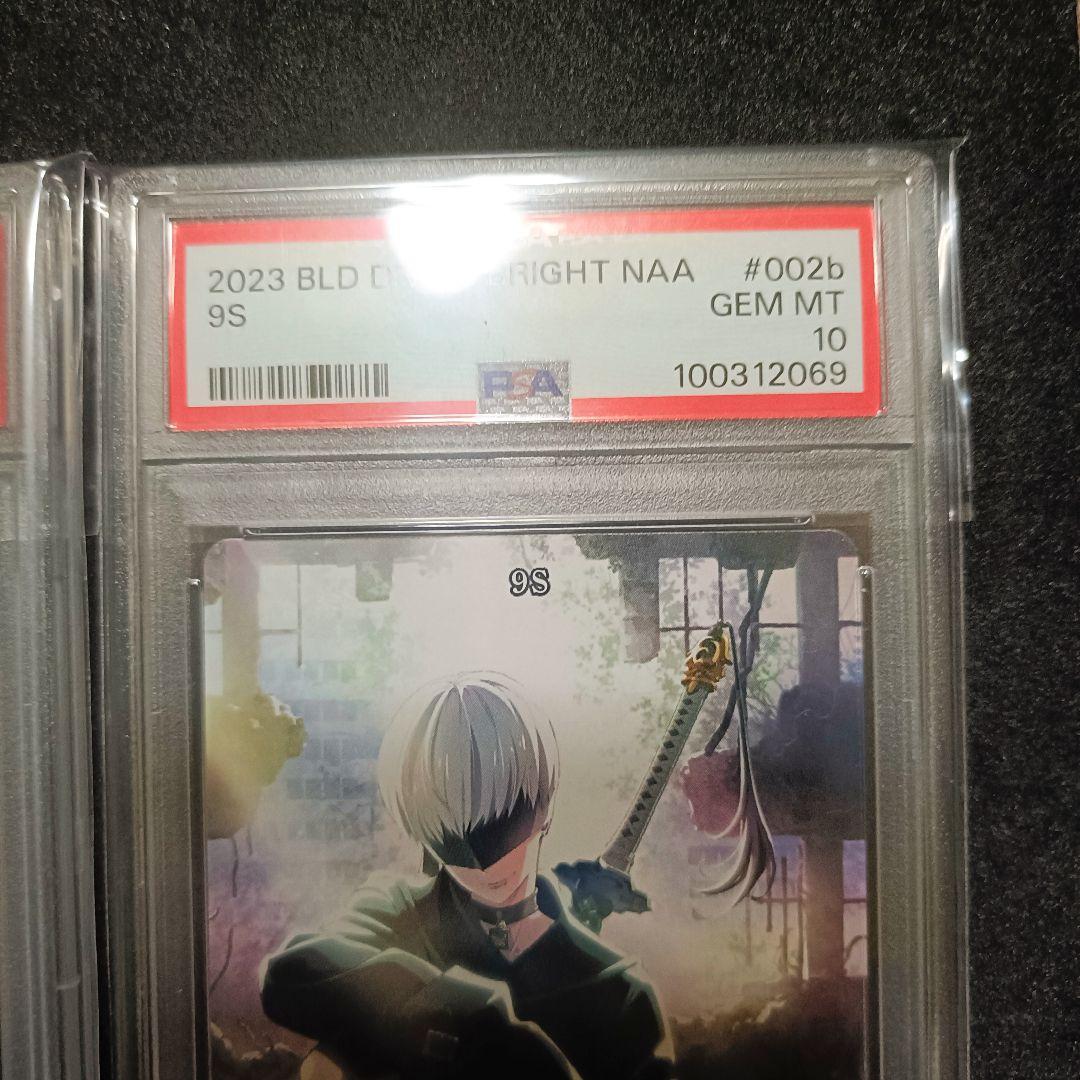 2023 BLD BRIGHT NAA #002b
9S GEM MT
10
PSA 100312069
9S